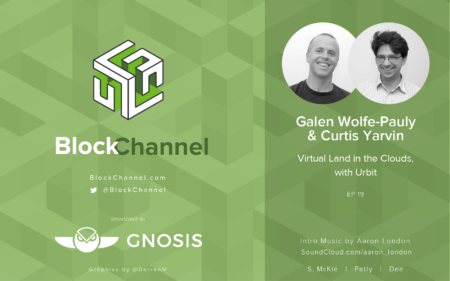 BlockChannel
BlockChannel.com
@BlockChannel
SPONSORED BY
GNOSIS
Graphics by @DorianH
Galen Wolfe-Pauly
& Curtis Yarvin
Virtual Land in the Clouds,
with Urbit
EP 19
Intro Music by Aaron London
SoundCloud.com/aaron_london
S. McKie | Petty | Dee